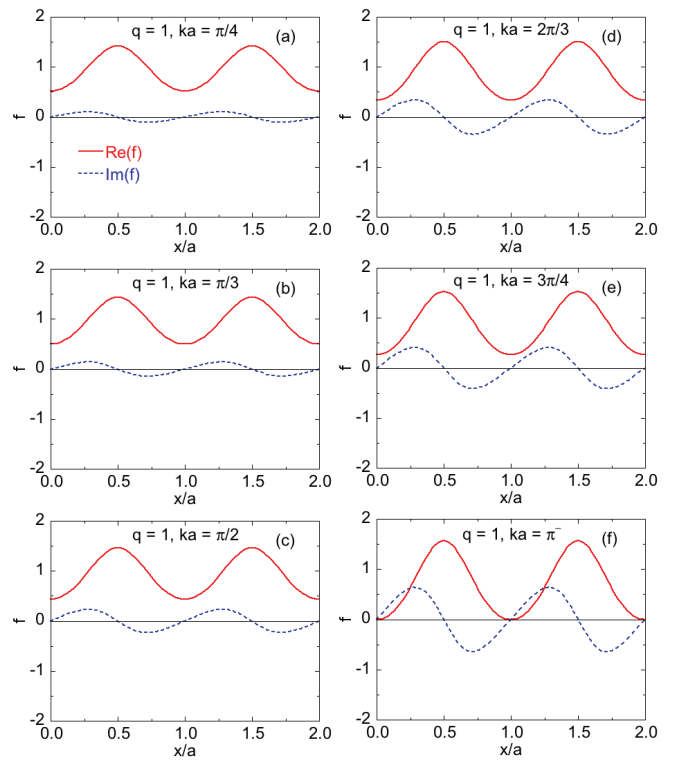 q = 1, ka = π/4
(a)
2
1
0
-1
-2
f
Re(f)
Im(f)
0.0 0.5 1.0 1.5 2.0
x/a
q = 1, ka = π/3
(b)
2
1
0
-1
-2
f
0.0 0.5 1.0 1.5 2.0
x/a
q = 1, ka = π/2
(c)
2
1
0
-1
-2
f
0.0 0.5 1.0 1.5 2.0
x/a
q = 1, ka = 2π/3
(d)
2
1
0
-1
-2
f
0.0 0.5 1.0 1.5 2.0
x/a
q = 1, ka = 3π/4
(e)
2
1
0
-1
-2
f
0.0 0.5 1.0 1.5 2.0
x/a
q = 1, ka = π⁻
(f)
2
1
0
-1
-2
f
0.0 0.5 1.0 1.5 2.0
x/a